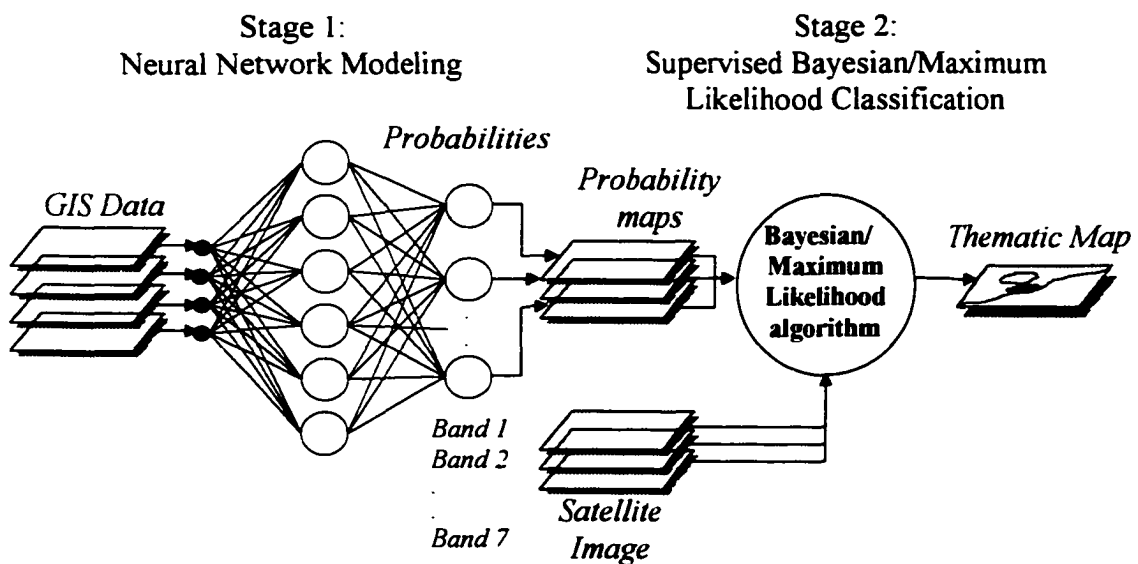 Stage 1:
Neural Network Modeling
Stage 2:
Supervised Bayesian/Maximum
Likelihood Classification
Probabilities
GIS Data
Probability
maps
Bayesian/
Maximum
Likelihood
algorithm
Thematic Map
Band 1
Band 2
.
.
Band 7
Satellite
Image